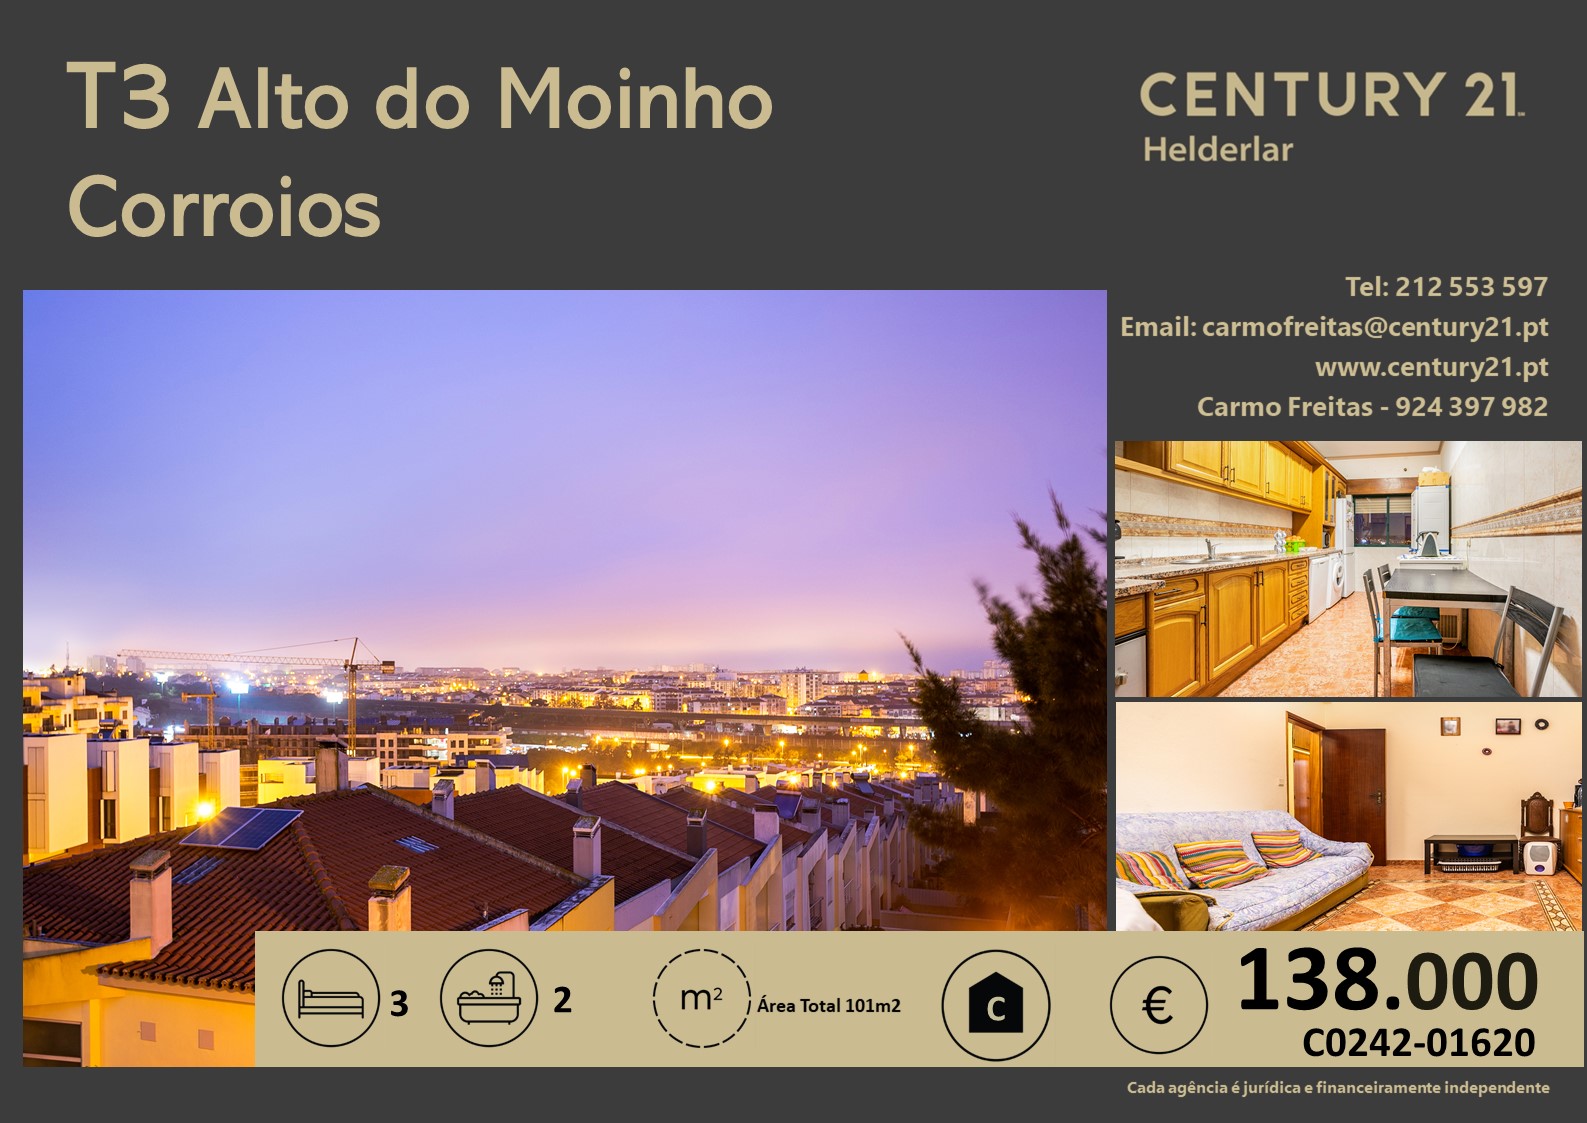 T3 Alto do Moinho
Corroios
CENTURY 21
Helderlar
Tel: 212 553 597
Email: carmofreitas@century21.pt
www.century21.pt
Carmo Freitas - 924 397 982
3
2
m²
Área Total 101m2
C
€
138.000
C0242-01620
Cada agência é jurídica e financeiramente independente